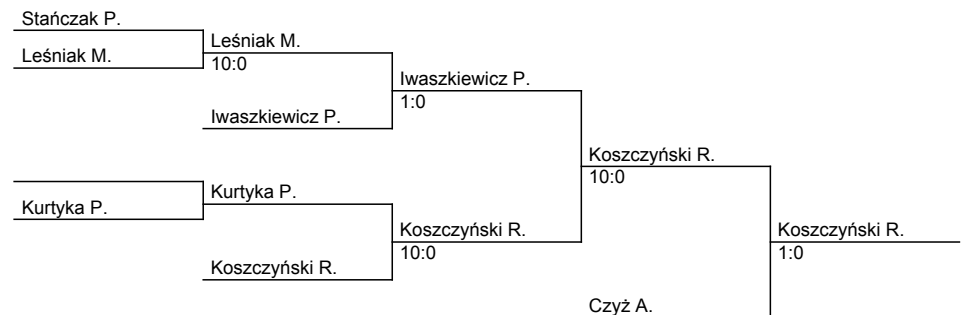 Stańczak P.
Leśniak M.
Leśniak M.
10:0
Iwaszkiewicz P.
1:0
Iwaszkiewicz P.
Koszczyński R.
10:0
Kurtyka P.
Kurtyka P.
Koszczyński R.
10:0
Koszczyński R.
1:0
Koszczyński R.
Czyż A.